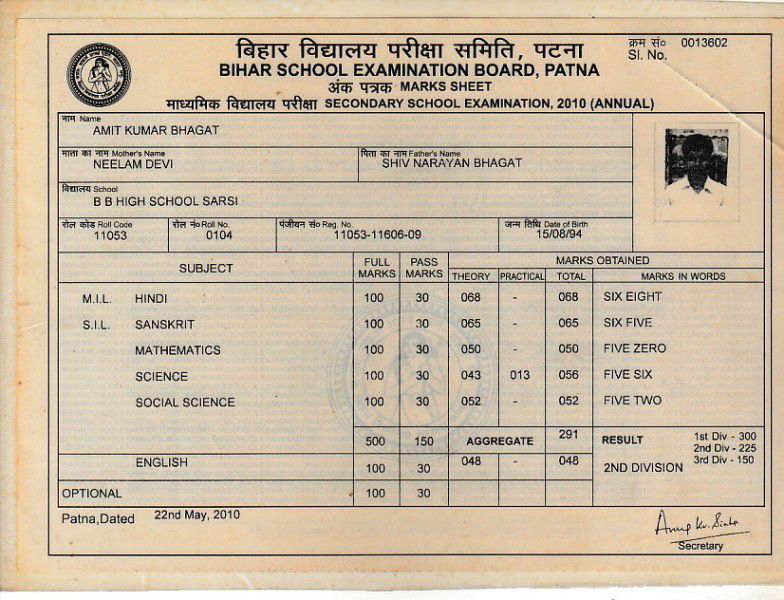 बिहार विद्यालय परीक्षा समिति, पटना
क्रम सं० 0013602
Sl. No.
BIHAR SCHOOL EXAMINATION BOARD, PATNA
अंक पत्रक MARKS SHEET
माध्यमिक विद्यालय परीक्षा SECONDARY SCHOOL EXAMINATION, 2010 (ANNUAL)
नाम Name
AMIT KUMAR BHAGAT
माता का नाम Mother's Name पिता का नाम Father's Name
NEELAM DEVI SHIV NARAYAN BHAGAT
विद्यालय School
B B HIGH SCHOOL SARSI
रोल कोड Roll Code रोल नं० Roll No. पंजीयन सं० Reg. No. जन्म तिथि Date of Birth
11053 0104 11053-11606-09 15/08/94
SUBJECT FULL MARKS PASS MARKS MARKS OBTAINED
THEORY PRACTICAL TOTAL MARKS IN WORDS
M.I.L. HINDI 100 30 068 - 068 SIX EIGHT
S.I.L. SANSKRIT 100 30 065 - 065 SIX FIVE
MATHEMATICS 100 30 050 - 050 FIVE ZERO
SCIENCE 100 30 043 013 056 FIVE SIX
SOCIAL SCIENCE 100 30 052 - 052 FIVE TWO
500 150 AGGREGATE 291 RESULT 1st Div - 300
2nd Div - 225
3rd Div - 150
ENGLISH 100 30 048 - 048 2ND DIVISION
OPTIONAL 100 30
Patna,Dated 22nd May, 2010
Secretary